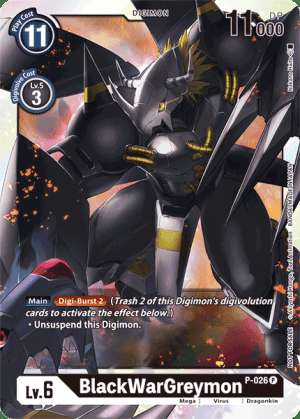 Play Cost
11
DIGIMON
DP
11000
Digivolve Cost
Lv.5
3
Main Digi-Burst 2 (Trash 2 of this Digimon's digivolution
cards to activate the effect below.)
• Unsuspend this Digimon.
Lv.6
BlackWarGreymon
P-026 P
Mega Virus Dragonkin